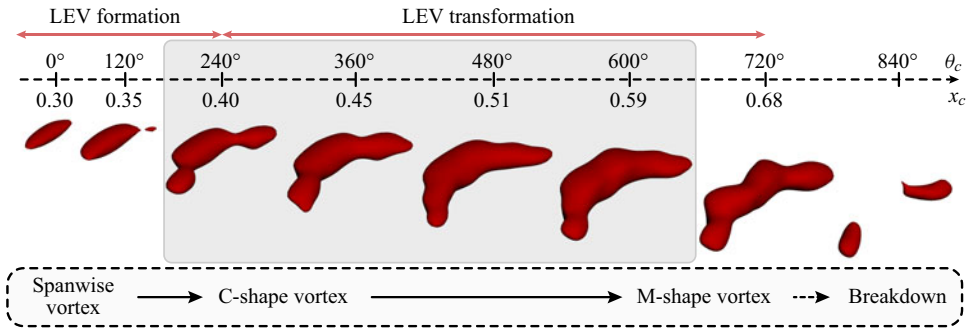 LEV formation LEV transformation
0° 120° 240° 360° 480° 600° 720° 840° θc
0.30 0.35 0.40 0.45 0.51 0.59 0.68 xc
Spanwise
vortex
C-shape vortex M-shape vortex Breakdown